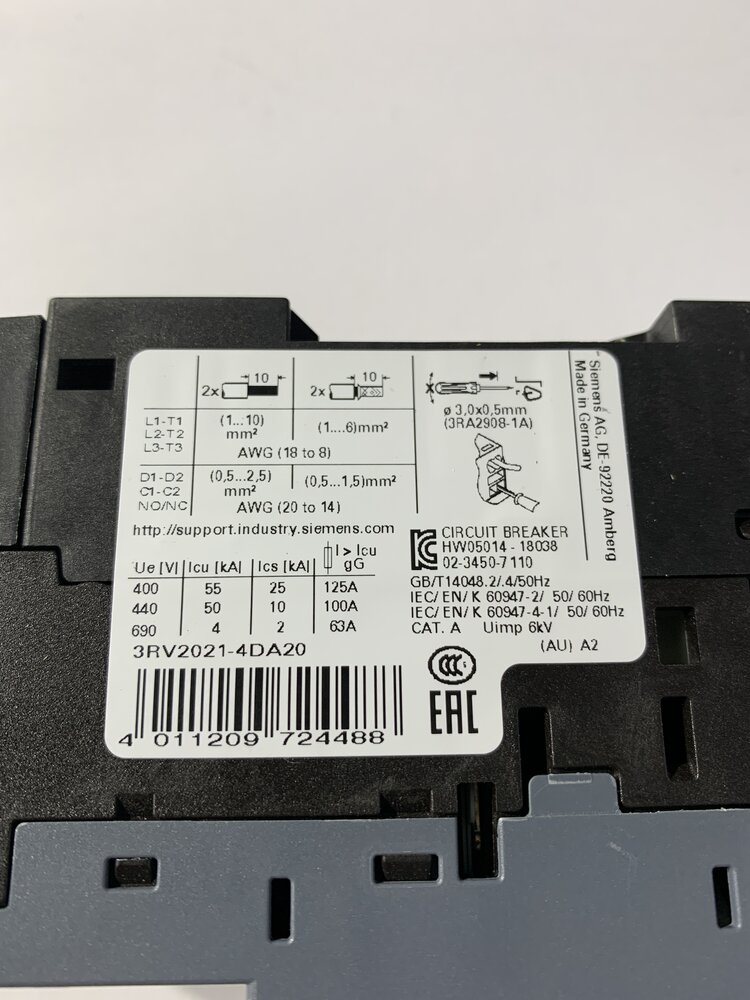 10
10
2x
2x
L1-T1
L2-T2
L3-T3
(1...10)
mm²
(1...6)mm²
AWG (18 to 8)
D1-D2
C1-C2
NO/NC
(0,5...2,5)
mm²
(0,5...1,5)mm²
AWG (20 to 14)
ø 3,0x0,5mm
(3RA2908-1A)
Siemens AG, DE-92220 Amberg
Made in Germany
http://support.industry.siemens.com
Ue [V] Icu [kA] Ics [kA] I > Icu
gG
400 55 25 125A
440 50 10 100A
690 4 2 63A
3RV2021-4DA20
4 011209 724488
CIRCUIT BREAKER
HW05014 - 18038
02-3450-7110
GB/T14048.2/.4/50Hz
IEC/ EN/ K 60947-2/ 50/ 60Hz
IEC/ EN/ K 60947-4-1/ 50/ 60Hz
CAT. A Uimp 6kV
(AU) A2
CCC
EAC